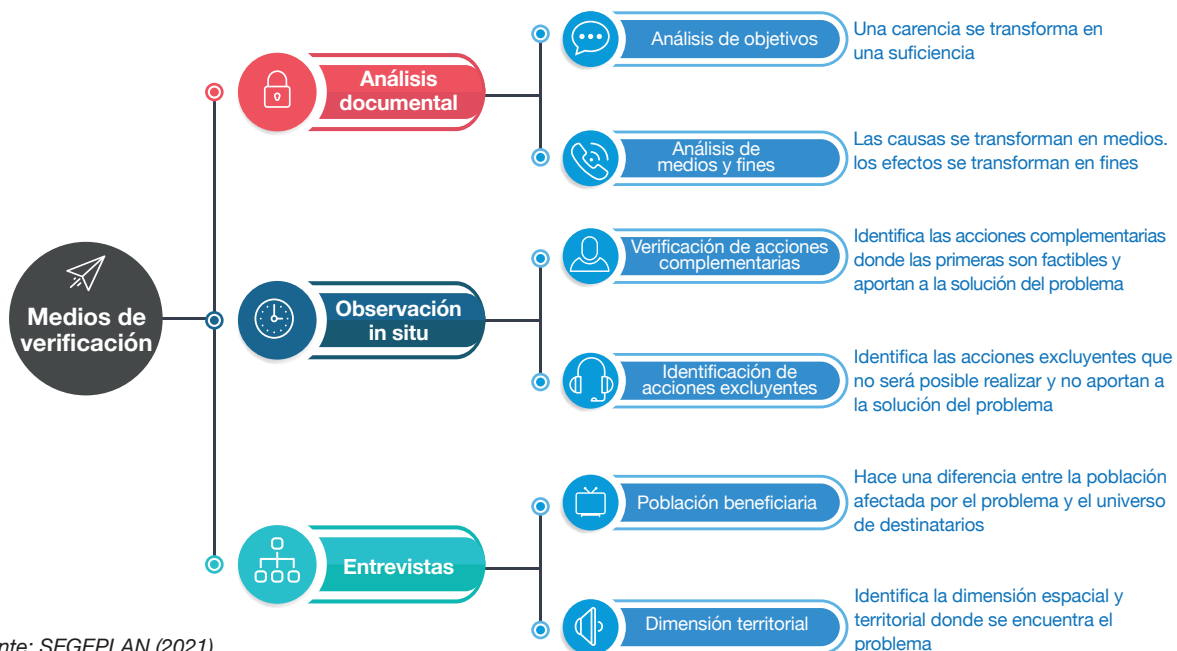 Medios de
verificación
Análisis
documental
Análisis de objetivos
Una carencia se transforma en
una suficiencia
Análisis de
medios y fines
Las causas se transforman en medios.
los efectos se transforman en fines
Observación
in situ
Verificación de acciones
complementarias
Identifica las acciones complementarias
donde las primeras son factibles y
aportan a la solución del problema
Identificación de
acciones excluyentes
Identifica las acciones excluyentes que
no será posible realizar y no aportan a
la solución del problema
Entrevistas
Población beneficiaria
Hace una diferencia entre la población
afectada por el problema y el universo
de destinatarios
Dimensión territorial
Identifica la dimensión espacial y
territorial donde se encuentra el
problema
nte: SEGEPLAN (2021)